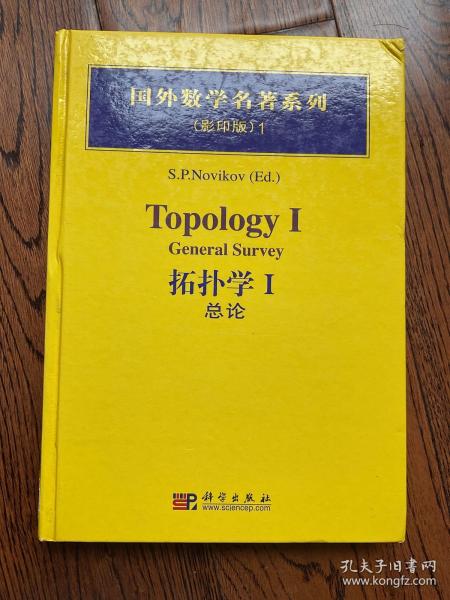 国外数学名著系列
(影印版) 1
S.P.Novikov (Ed.)
Topology I
General Survey
拓扑学 I
总论
科学出版社
www.sciencep.com
孔夫子旧书网
www.kongfz.com